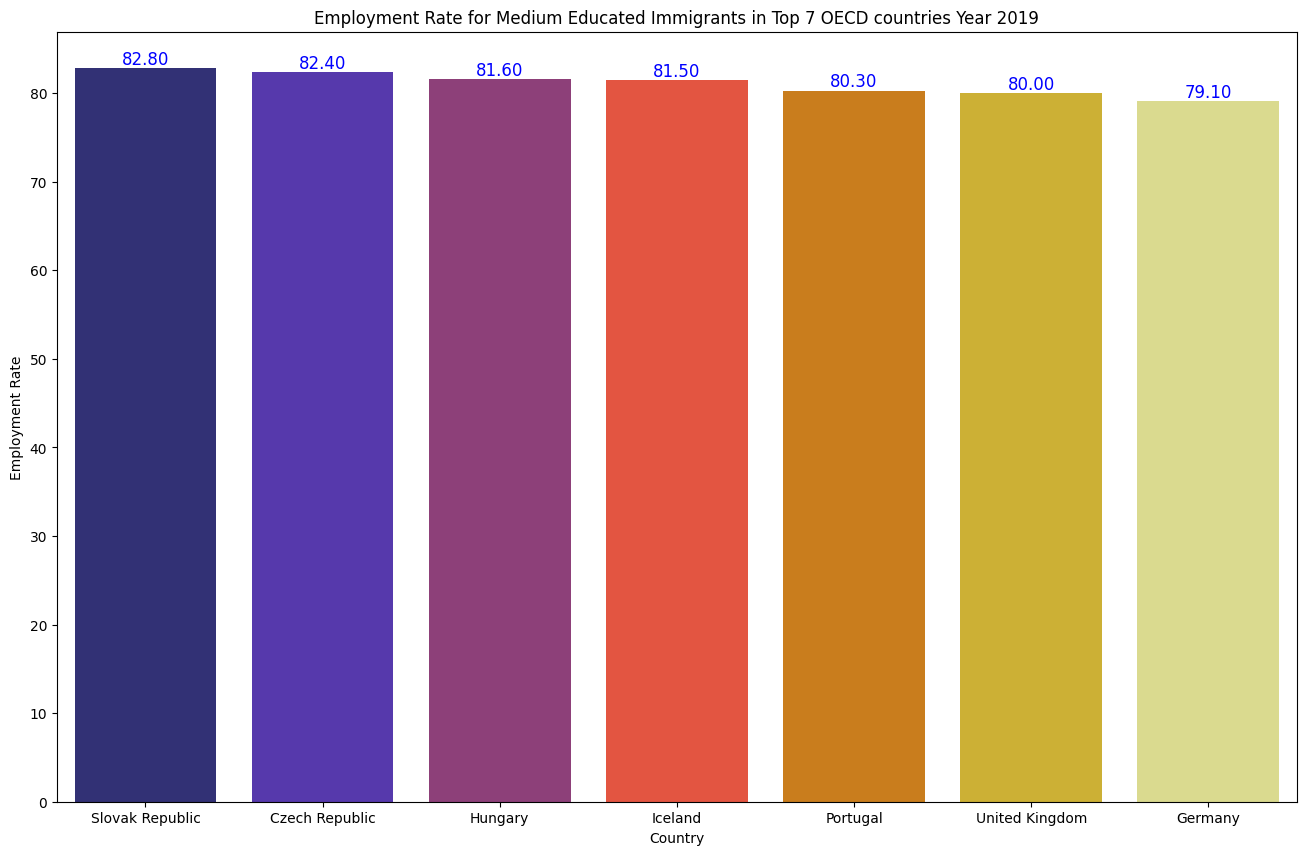 Employment Rate for Medium Educated Immigrants in Top 7 OECD countries Year 2019
82.80
82.40
81.60
81.50
80.30
80.00
79.10
80
70
60
50
40
30
20
10
0
Employment Rate
Slovak Republic
Czech Republic
Hungary
Iceland
Portugal
United Kingdom
Germany
Country